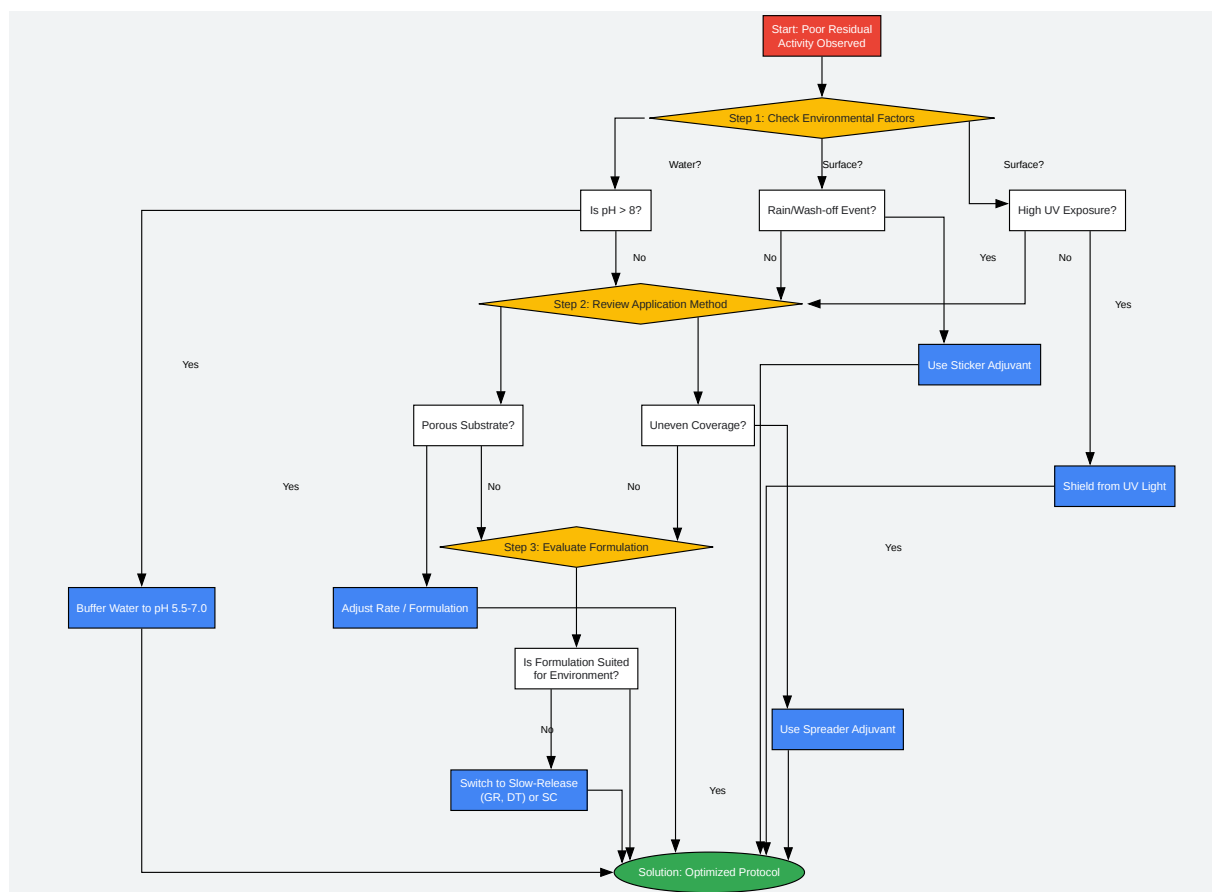 Start: Poor Residual
Activity Observed
Step 1: Check Environmental Factors
Water?
Surface?
Surface?
Is pH > 8?
Rain/Wash-off Event?
High UV Exposure?
No
No
Yes
No
Step 2: Review Application Method
Yes
Yes
Use Sticker Adjuvant
Porous Substrate?
Uneven Coverage?
Yes
No
No
Shield from UV Light
Step 3: Evaluate Formulation
Yes
Buffer Water to pH 5.5-7.0
Adjust Rate / Formulation
Is Formulation Suited
for Environment?
No
Use Spreader Adjuvant
Switch to Slow-Release
(GR, DT) or SC
Yes
Solution: Optimized Protocol